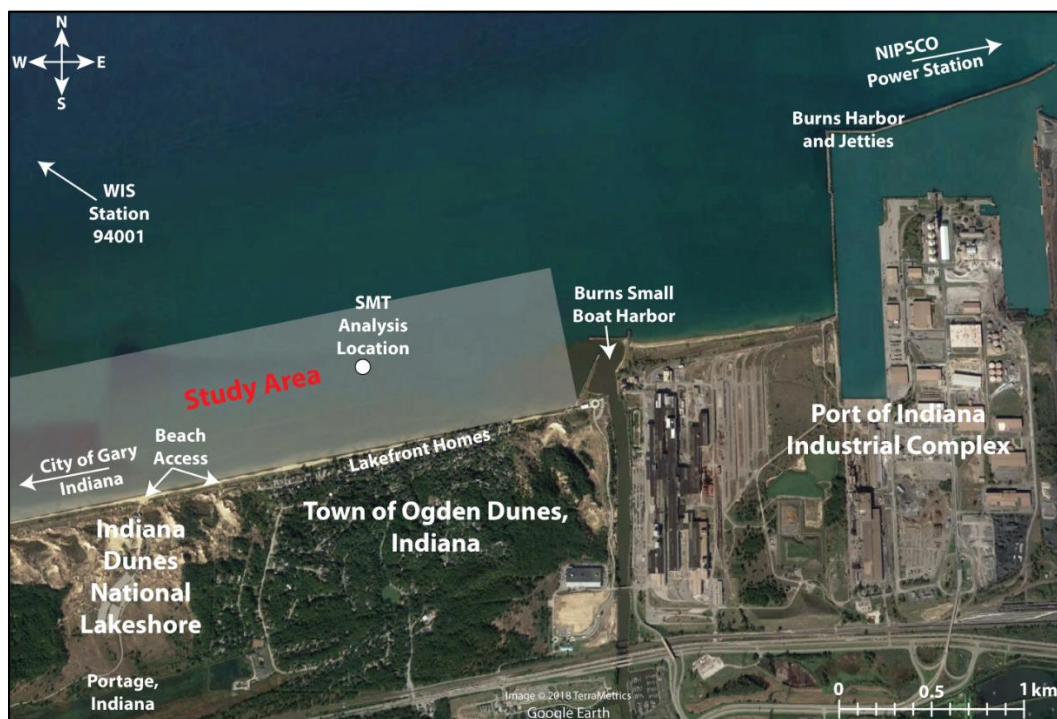 N
W
E
S
NIPSCO
Power Station
Burns Harbor
and Jetties
WIS
Station
94001
SMT
Analysis
Location
Burns Small
Boat Harbor
Study Area
Port of Indiana
Industrial Complex
Lakefront Homes
Beach
Access
City of Gary
Indiana
Town of Ogden Dunes,
Indiana
Indiana
Dunes
National
Lakeshore
Portage,
Indiana
Image © 2018 TerraMetrics
Google Earth
0
0.5
1 km